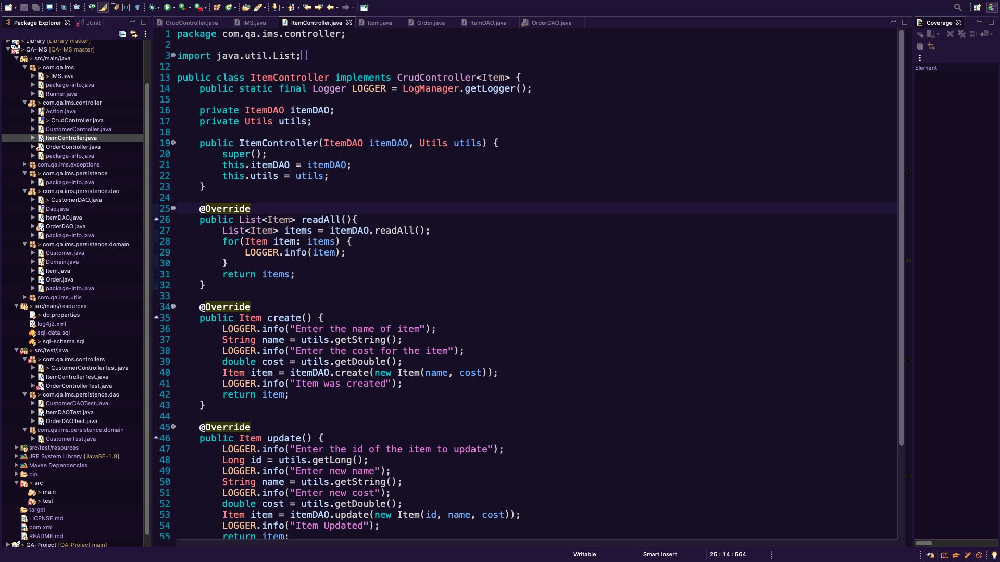 Package Explorer
JUnit
CrudController.java
IMS.java
ItemController.java
Item.java
Order.java
ItemDAO.java
OrderDAO.java
Coverage
Element
> Library [Library master]
> QA-IMS [QA-IMS master]
> src/main/java
> com.qa.ims
> IMS.java
package-info.java
Runner.java
> com.qa.ims.controller
Action.java
> CrudController.java
CustomerController.java
ItemController.java
OrderController.java
package-info.java
com.qa.ims.exceptions
> com.qa.ims.persistence
package-info.java
> com.qa.ims.persistence.dao
> CustomerDAO.java
Dao.java
ItemDAO.java
OrderDAO.java
package-info.java
> com.qa.ims.persistence.domain
Customer.java
Domain.java
Item.java
Order.java
package-info.java
com.qa.ims.utils
> src/main/resources
> db.properties
log4j2.xml
sql-data.sql
> sql-schema.sql
> src/test/java
> com.qa.ims.controllers
> CustomerControllerTest.java
ItemControllerTest.java
OrderControllerTest.java
> com.qa.ims.persistence.dao
CustomerDAOTest.java
ItemDAOTest.java
OrderDAOTest.java
com.qa.ims.persistence.domain
CustomerTest.java
src/test/resources
JRE System Library [JavaSE-1.8]
Maven Dependencies
bin
> src
> main
> test
target
LICENSE.md
pom.xml
README.md
> QA-Project [QA-Project main]
1 package com.qa.ims.controller;
2
3 import java.util.List;
12
13 public class ItemController implements CrudController<Item> {
14 public static final Logger LOGGER = LogManager.getLogger();
15
16 private ItemDAO itemDAO;
17 private Utils utils;
18
19 public ItemController(ItemDAO itemDAO, Utils utils) {
20 super();
21 this.itemDAO = itemDAO;
22 this.utils = utils;
23 }
24
25 @Override
26 public List<Item> readAll(){
27 List<Item> items = itemDAO.readAll();
28 for(Item item: items) {
29 LOGGER.info(item);
30 }
31 return items;
32 }
33
34 @Override
35 public Item create() {
36 LOGGER.info("Enter the name of item");
37 String name = utils.getString();
38 LOGGER.info("Enter the cost for the item");
39 double cost = utils.getDouble();
40 Item item = itemDAO.create(new Item(name, cost));
41 LOGGER.info("Item was created");
42 return item;
43 }
44
45 @Override
46 public Item update() {
47 LOGGER.info("Enter the id of the item to update");
48 Long id = utils.getLong();
49 LOGGER.info("Enter new name");
50 String name = utils.getString();
51 LOGGER.info("Enter new cost");
52 double cost = utils.getDouble();
53 Item item = itemDAO.update(new Item(id, name, cost));
54 LOGGER.info("Item Updated");
55 return item;
Writable
Smart Insert
25 : 14 : 564